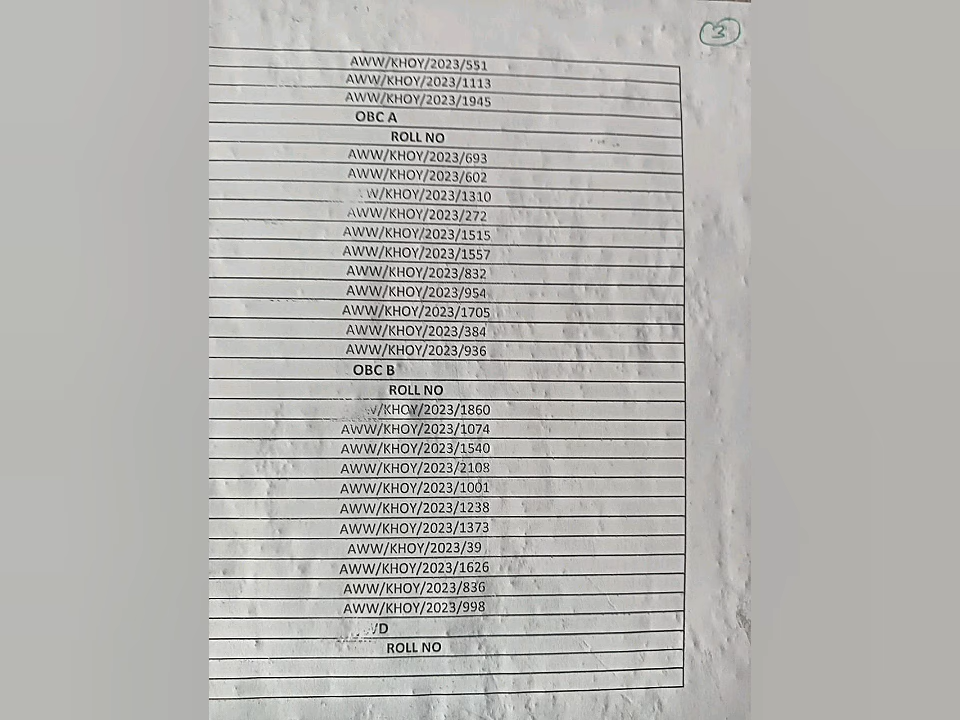 3
AWW/KHOY/2023/551
AWW/KHOY/2023/1113
AWW/KHOY/2023/1945
OBC A
ROLL NO
AWW/KHOY/2023/693
AWW/KHOY/2023/602
W/KHOY/2023/1310
AWW/KHOY/2023/272
AWW/KHOY/2023/1515
AWW/KHOY/2023/1557
AWW/KHOY/2023/832
AWW/KHOY/2023/954
AWW/KHOY/2023/1705
AWW/KHOY/2023/384
AWW/KHOY/2023/936
OBC B
ROLL NO
/KHOY/2023/1860
AWW/KHOY/2023/1074
AWW/KHOY/2023/1540
AWW/KHOY/2023/2108
AWW/KHOY/2023/1001
AWW/KHOY/2023/1238
AWW/KHOY/2023/1373
AWW/KHOY/2023/39
AWW/KHOY/2023/1626
AWW/KHOY/2023/836
AWW/KHOY/2023/998
ROLL NO